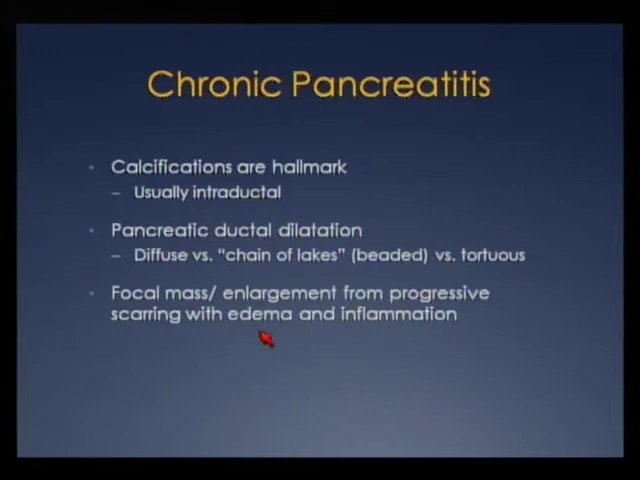 Chronic Pancreatitis
• Calcifications are hallmark
– Usually intraductal
• Pancreatic ductal dilatation
– Diffuse vs. “chain of lakes” (beaded) vs. tortuous
• Focal mass/ enlargement from progressive
scarring with edema and inflammation